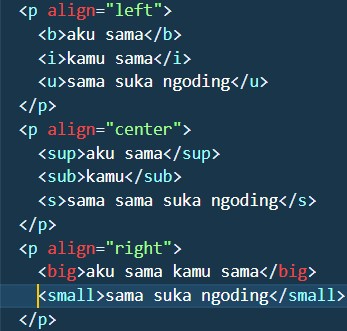 <p align="left">
<b>aku sama</b>
<i>kamu sama</i>
<u>sama suka ngoding</u>
</p>
<p align="center">
<sup>aku sama</sup>
<sub>kamu</sub>
<s>sama sama suka ngoding</s>
</p>
<p align="right">
<big>aku sama kamu sama</big>
<small>sama suka ngoding</small>
</p>